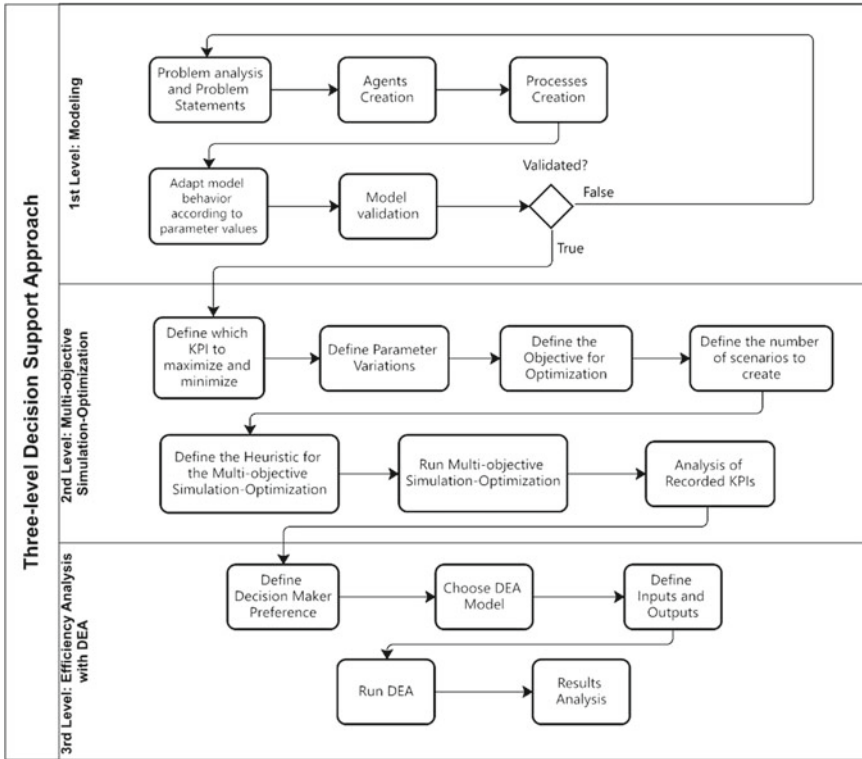 Three-level Decision Support Approach
1st Level: Modeling
Problem analysis
and Problem
Statements
Agents
Creation
Processes
Creation
Adapt model
behavior
according to
parameter values
Model
validation
Validated?
False
True
2nd Level: Multi-objective
Simulation-Optimization
Define which
KPI to
maximize and
minimize
Define Parameter
Variations
Define the
Objective for
Optimization
Define the number
of scenarios to
create
Define the Heuristic for
the Multi-objective
Simulation-Optimization
Run Multi-objective
Simulation-Optimization
Analysis of
Recorded KPIs
3rd Level: Efficiency Analysis
with DEA
Define
Decision Maker
Preference
Choose DEA
Model
Define
Inputs and
Outputs
Run DEA
Results
Analysis